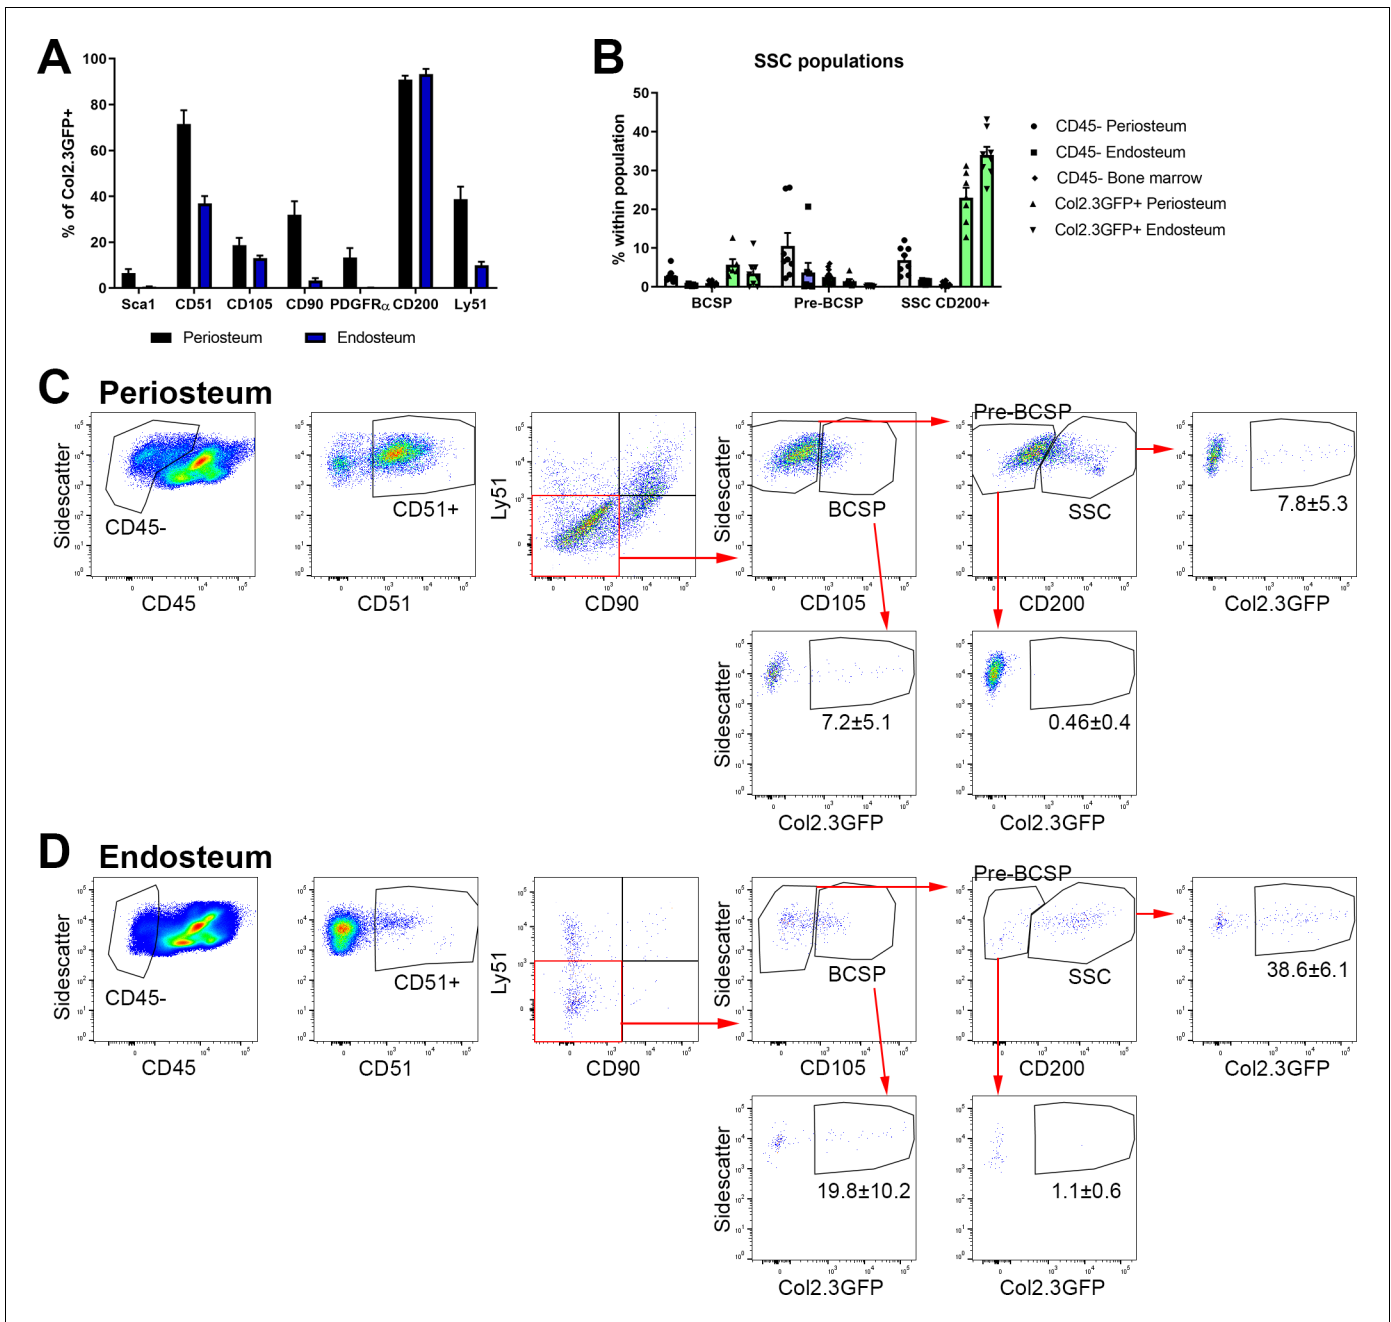 A
% of Col2.3GFP+
100
80
60
40
20
0
Sca1 CD51 CD105 CD90 PDGFRα CD200 Ly51
Periosteum Endosteum
B
SSC populations
% within population
50
40
30
20
10
0
BCSP Pre-BCSP SSC CD200+
CD45- Periosteum
CD45- Endosteum
CD45- Bone marrow
Col2.3GFP+ Periosteum
Col2.3GFP+ Endosteum
C Periosteum
Sidescatter
CD45-
CD45
CD51+
CD51
Ly51
CD90
Sidescatter
BCSP
CD105
Pre-BCSP
SSC
CD200
7.8±5.3
Col2.3GFP
Sidescatter
7.2±5.1
Col2.3GFP
0.46±0.4
Col2.3GFP
D Endosteum
Sidescatter
CD45-
CD45
CD51+
CD51
Ly51
CD90
Sidescatter
BCSP
CD105
Pre-BCSP
SSC
CD200
38.6±6.1
Col2.3GFP
Sidescatter
19.8±10.2
Col2.3GFP
1.1±0.6
Col2.3GFP